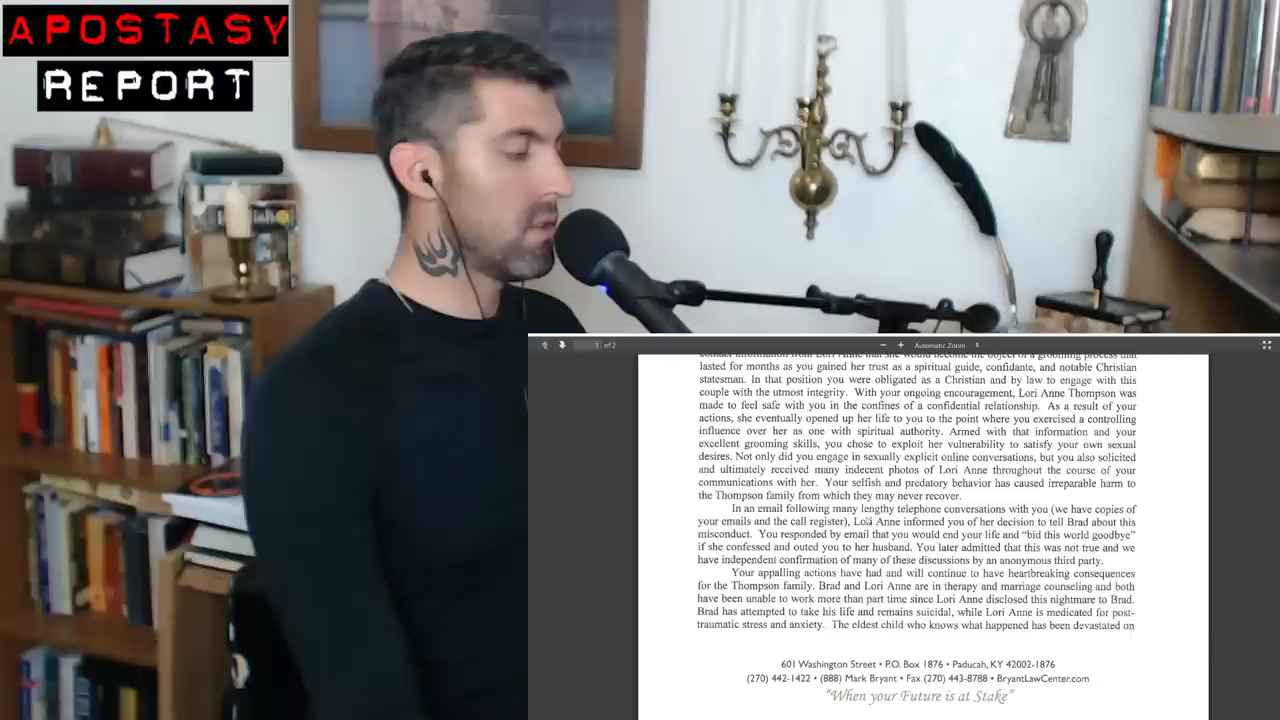 APOSTASY
REPORT
1 of 2
Automatic Zoom
contact information from Lori Anne that she would become the object of a grooming process that
lasted for months as you gained her trust as a spiritual guide, confidante, and notable Christian
statesman. In that position you were obligated as a Christian and by law to engage with this
couple with the utmost integrity. With your ongoing encouragement, Lori Anne Thompson was
made to feel safe with you in the confines of a confidential relationship. As a result of your
actions, she eventually opened up her life to you to the point where you exercised a controlling
influence over her as one with spiritual authority. Armed with that information and your
excellent grooming skills, you chose to exploit her vulnerability to satisfy your own sexual
desires. Not only did you engage in sexually explicit online conversations, but you also solicited
and ultimately received many indecent photos of Lori Anne throughout the course of your
communications with her. Your selfish and predatory behavior has caused irreparable harm to
the Thompson family from which they may never recover.
In an email following many lengthy telephone conversations with you (we have copies of
your emails and the call register), Lori Anne informed you of her decision to tell Brad about this
misconduct. You responded by email that you would end your life and “bid this world goodbye”
if she confessed and outed you to her husband. You later admitted that this was not true and we
have independent confirmation of many of these discussions by an anonymous third party.
Your appalling actions have had and will continue to have heartbreaking consequences
for the Thompson family. Brad and Lori Anne are in therapy and marriage counseling and both
have been unable to work more than part time since Lori Anne disclosed this nightmare to Brad.
Brad has attempted to take his life and remains suicidal, while Lori Anne is medicated for post-
traumatic stress and anxiety. The eldest child who knows what happened has been devastated on
601 Washington Street • P.O. Box 1876 • Paducah, KY 42002-1876
(270) 442-1422 • (888) Mark Bryant • Fax (270) 443-8788 • BryantLawCenter.com
“When your Future is at Stake”